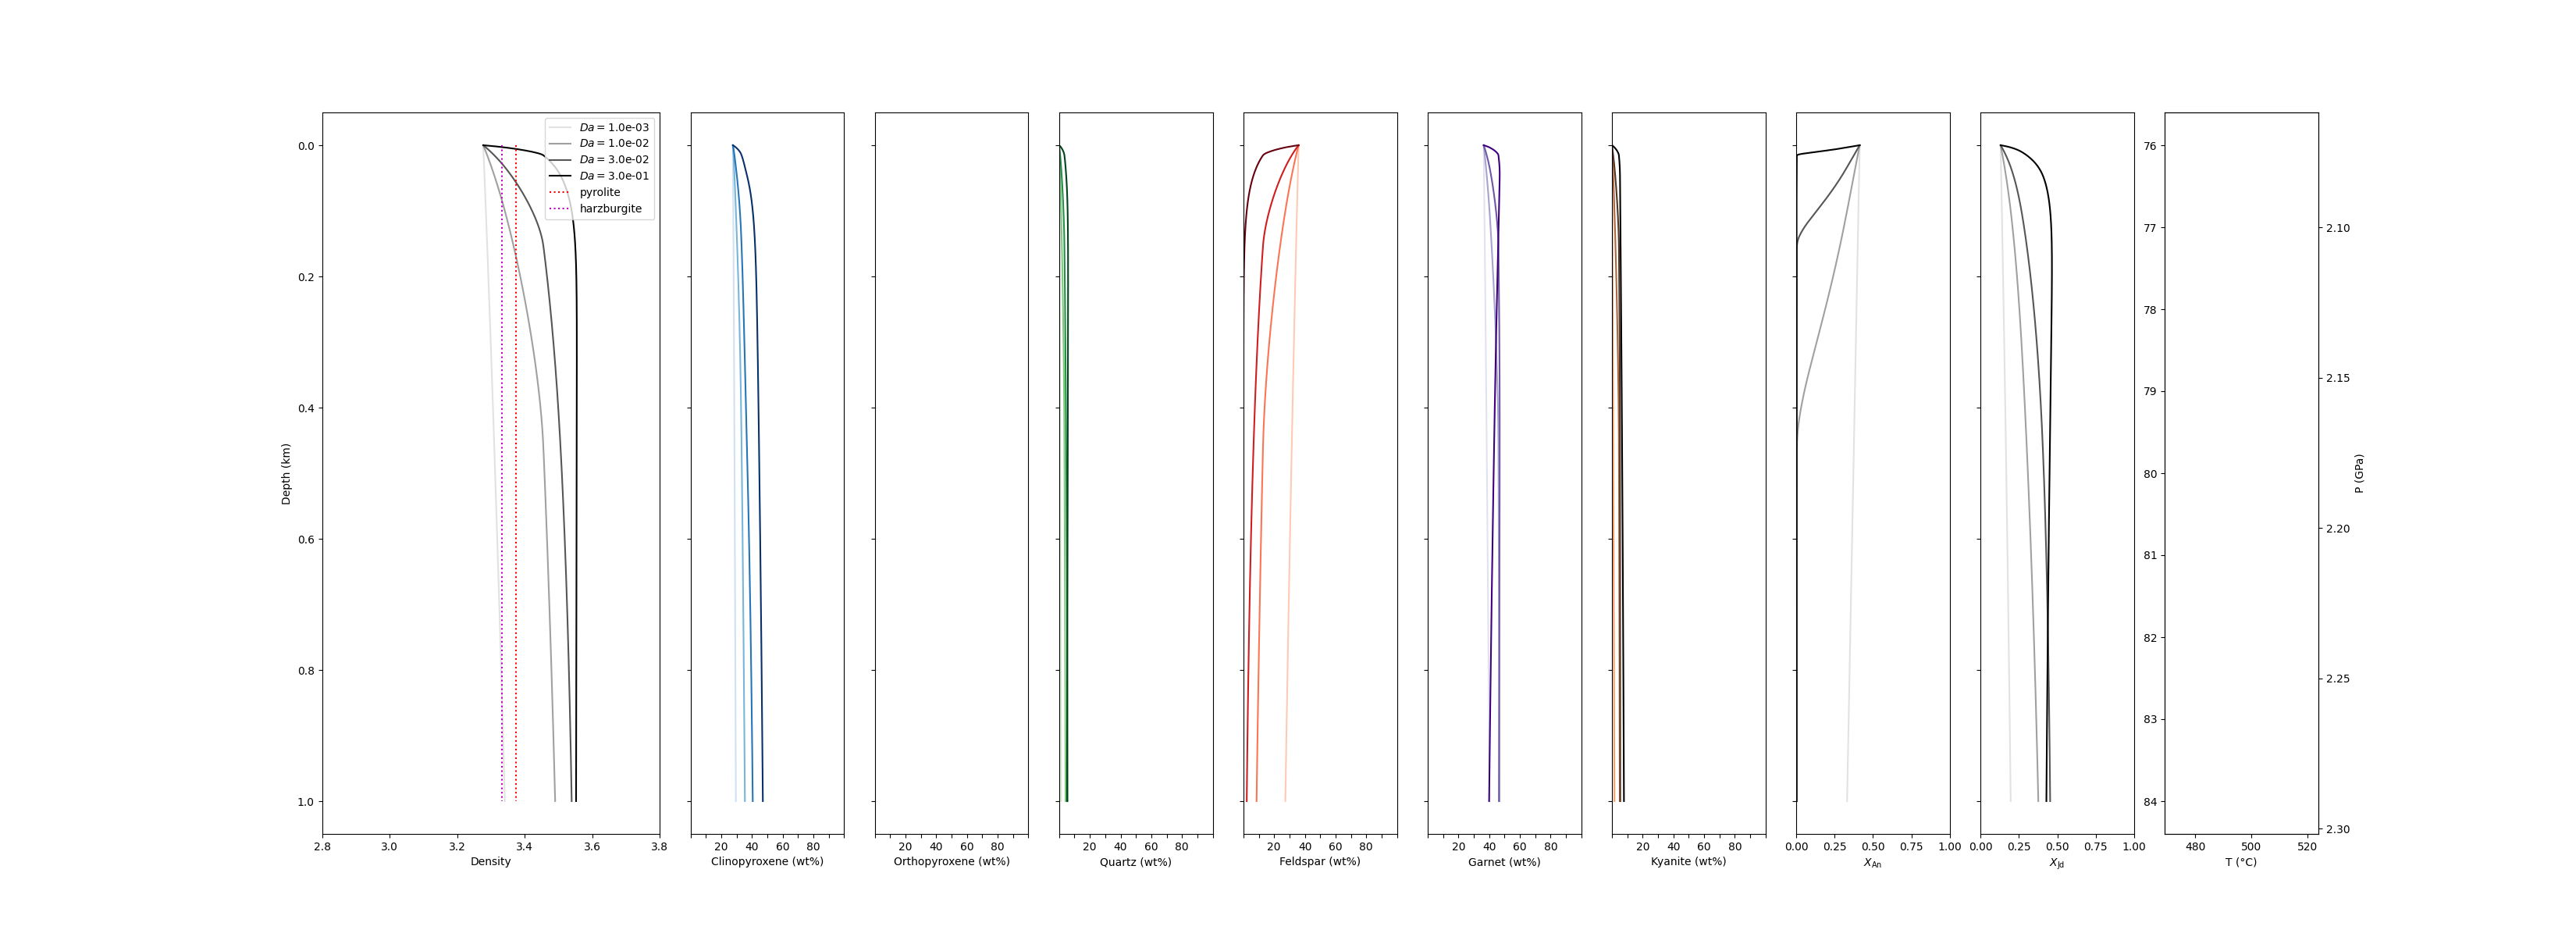 Da = 1.0e-03
Da = 1.0e-02
Da = 3.0e-02
Da = 3.0e-01
pyrolite
harzburgite
0.0
0.2
0.4
0.6
0.8
1.0
Depth (km)
2.8 3.0 3.2 3.4 3.6 3.8
Density
20 40 60 80
Clinopyroxene (wt%)
20 40 60 80
Orthopyroxene (wt%)
20 40 60 80
Quartz (wt%)
20 40 60 80
Feldspar (wt%)
20 40 60 80
Garnet (wt%)
20 40 60 80
Kyanite (wt%)
0.00 0.25 0.50 0.75 1.00
XAn
0.00 0.25 0.50 0.75 1.00
XJd
76
77
78
79
80
81
82
83
84
480 500 520
T (°C)
2.10
2.15
2.20
2.25
2.30
P (GPa)